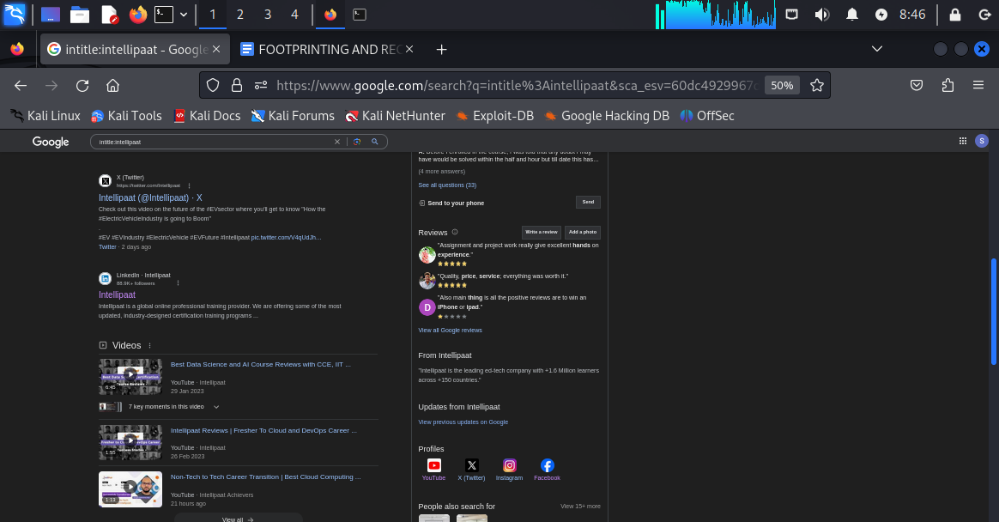 1 2 3 4
8:46
intitle:intellipaat - Google
FOOTPRINTING AND REC
https://www.google.com/search?q=intitle%3Aintellipaat&sca_esv=60dc4929967c
50%
Kali Linux
Kali Tools
Kali Docs
Kali Forums
Kali NetHunter
Exploit-DB
Google Hacking DB
OffSec
Google
intitle:intellipaat
S
X (Twitter)
https://twitter.com/intellipaat
Intellipaat (@Intellipaat) · X
Check out this video on the future of the #EVsector where you'll get to know "How the
#ElectricVehicleIndustry is going to Boom"
.
#EV #EVIndustry #ElectricVehicle #EVFuture #Intellipaat pic.twitter.com/V4qUdJh…
Twitter · 2 days ago
LinkedIn · Intellipaat
88.9K+ followers
Intellipaat
Intellipaat is a global online professional training provider. We are offering some of the most
updated, industry-designed certification training programs ...
Videos
Best Data Science and AI Course Reviews with CCE, IIT ...
YouTube · Intellipaat
29 Jan 2023
6:45
7 key moments in this video
Intellipaat Reviews | Fresher To Cloud and DevOps Career ...
YouTube · Intellipaat
26 Feb 2023
1:55
Non-Tech to Tech Career Transition | Best Cloud Computing ...
YouTube · Intellipaat Achievers
21 hours ago
1:13
View all
A: Before I enrolled in the course, I was told that any doubt I may
have would be solved within the half and hour but till date this has…
(4 more answers)
See all questions (33)
Send to your phone
Send
Reviews
Write a review
Add a photo
"Assignment and project work really give excellent hands on
experience."
"Quality, price, service; everything was worth it."
D
"Also main thing is all the positive reviews are to win an
iPhone or ipad."
View all Google reviews
From Intellipaat
"Intellipaat is the leading ed-tech company with +1.6 Million learners
across +150 countries."
Updates from Intellipaat
View previous updates on Google
Profiles
YouTube
X (Twitter)
Instagram
Facebook
People also search for
View 15+ more